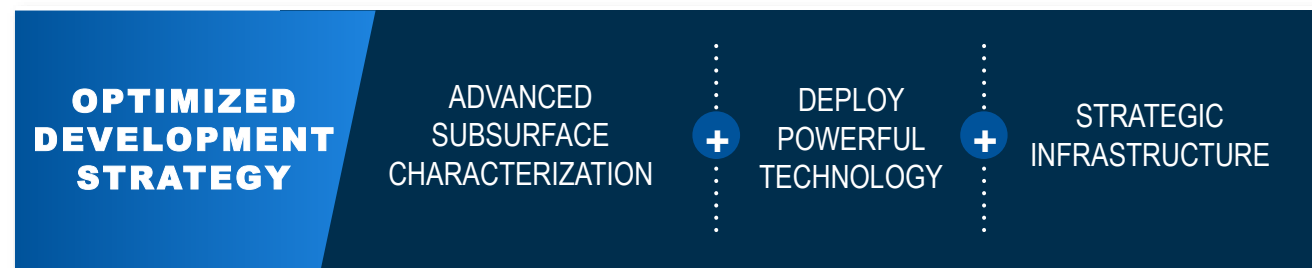 OPTIMIZED
DEVELOPMENT
STRATEGY
ADVANCED
SUBSURFACE
CHARACTERIZATION
+
DEPLOY
POWERFUL
TECHNOLOGY
+
STRATEGIC
INFRASTRUCTURE